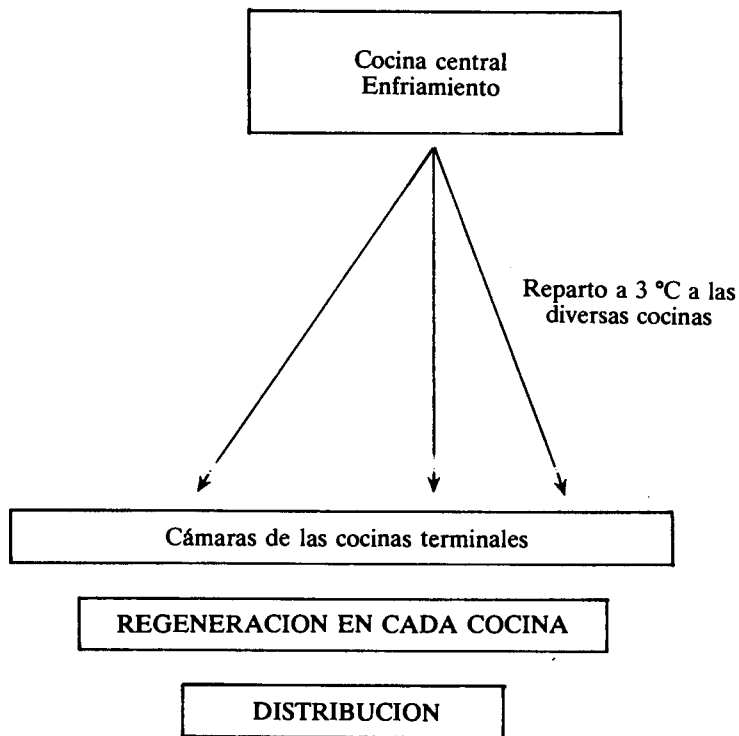 Cocina central
Enfriamiento
Reparto a 3 °C a las
diversas cocinas
Cámaras de las cocinas terminales
REGENERACION EN CADA COCINA
DISTRIBUCION